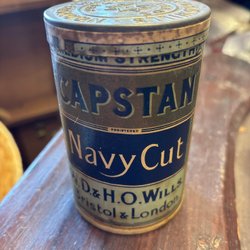 MEDIUM STRENGTH
CAPSTAN
REGISTERED
Navy Cut
D & H.O. WILLS
Bristol & London